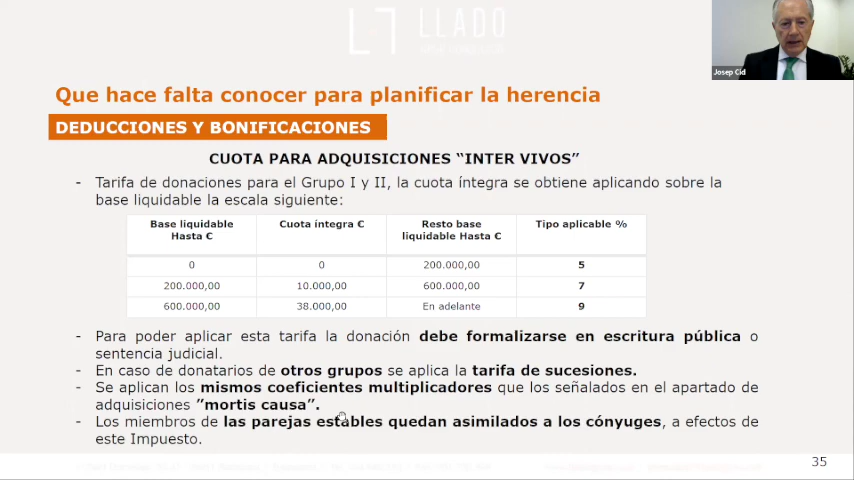 LLADO
Josep Cid
Que hace falta conocer para planificar la herencia
DEDUCCIONES Y BONIFICACIONES
CUOTA PARA ADQUISICIONES “INTER VIVOS”
- Tarifa de donaciones para el Grupo I y II, la cuota íntegra se obtiene aplicando sobre la
base liquidable la escala siguiente:
Base liquidable Hasta € Cuota íntegra € Resto base liquidable Hasta € Tipo aplicable %
0 0 200.000,00 5
200.000,00 10.000,00 600.000,00 7
600.000,00 38.000,00 En adelante 9
- Para poder aplicar esta tarifa la donación debe formalizarse en escritura pública o
sentencia judicial.
- En caso de donatarios de otros grupos se aplica la tarifa de sucesiones.
- Se aplican los mismos coeficientes multiplicadores que los señalados en el apartado de
adquisiciones ”mortis causa”.
- Los miembros de las parejas estables quedan asimilados a los cónyuges, a efectos de
este Impuesto.
35